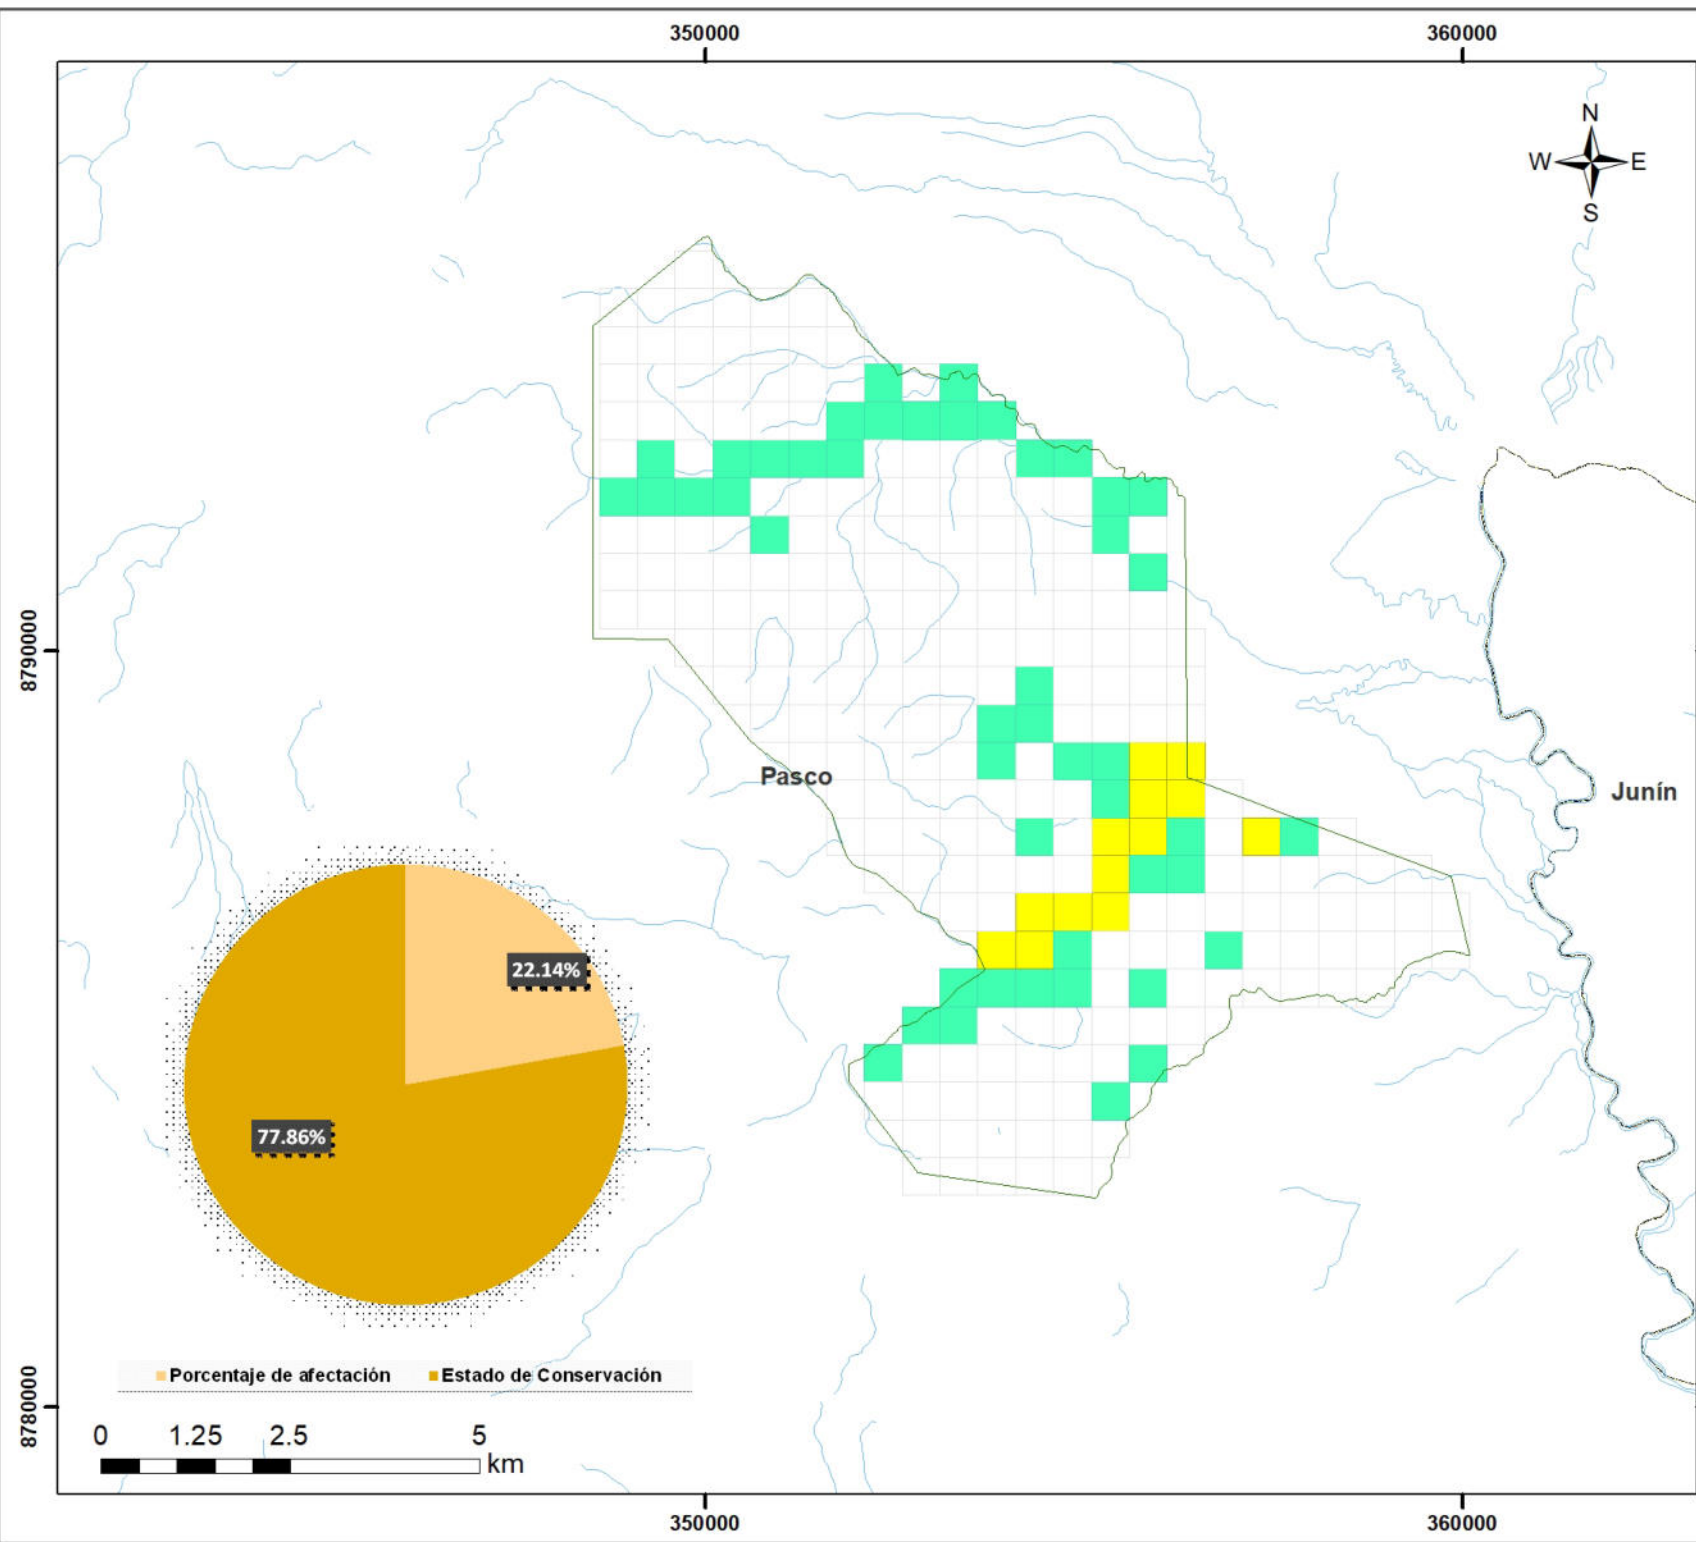 350000 360000
N
W E
S
8790000
Pasco
Junín
22.14%
77.86%
Porcentaje de afectación Estado de Conservación
8780000
0 1.25 2.5 5
km
350000 360000